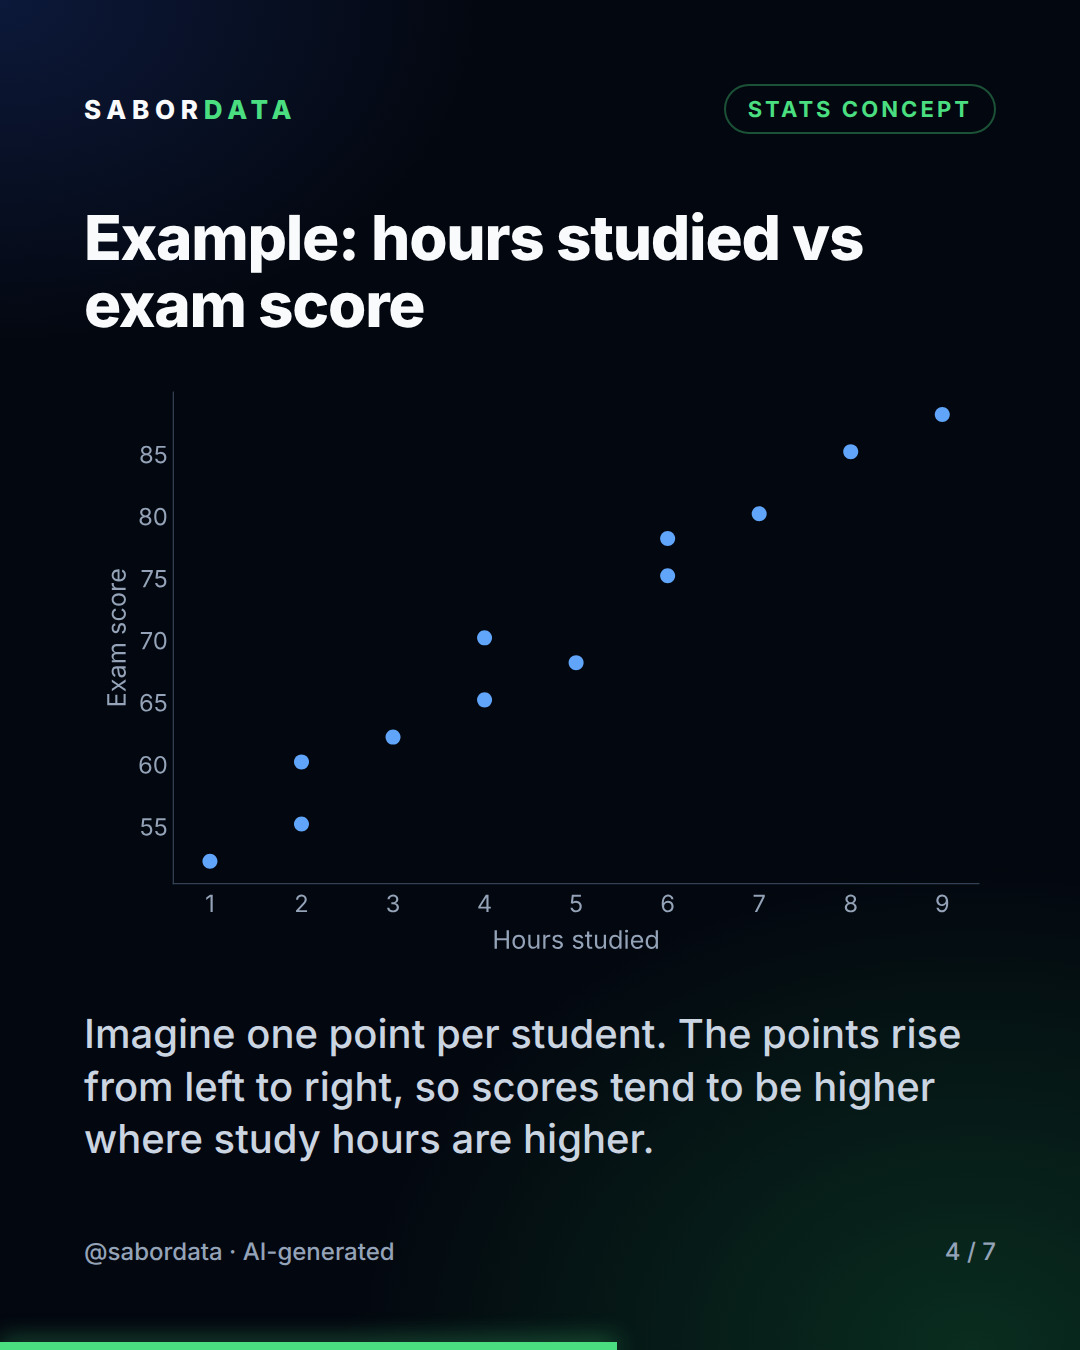 SABORDATA
STATS CONCEPT
Example: hours studied vs
exam score
85
80
75
70
65
60
55
Exam score
1 2 3 4 5 6 7 8 9
Hours studied
Imagine one point per student. The points rise
from left to right, so scores tend to be higher
where study hours are higher.
@sabordata · AI-generated
4 / 7